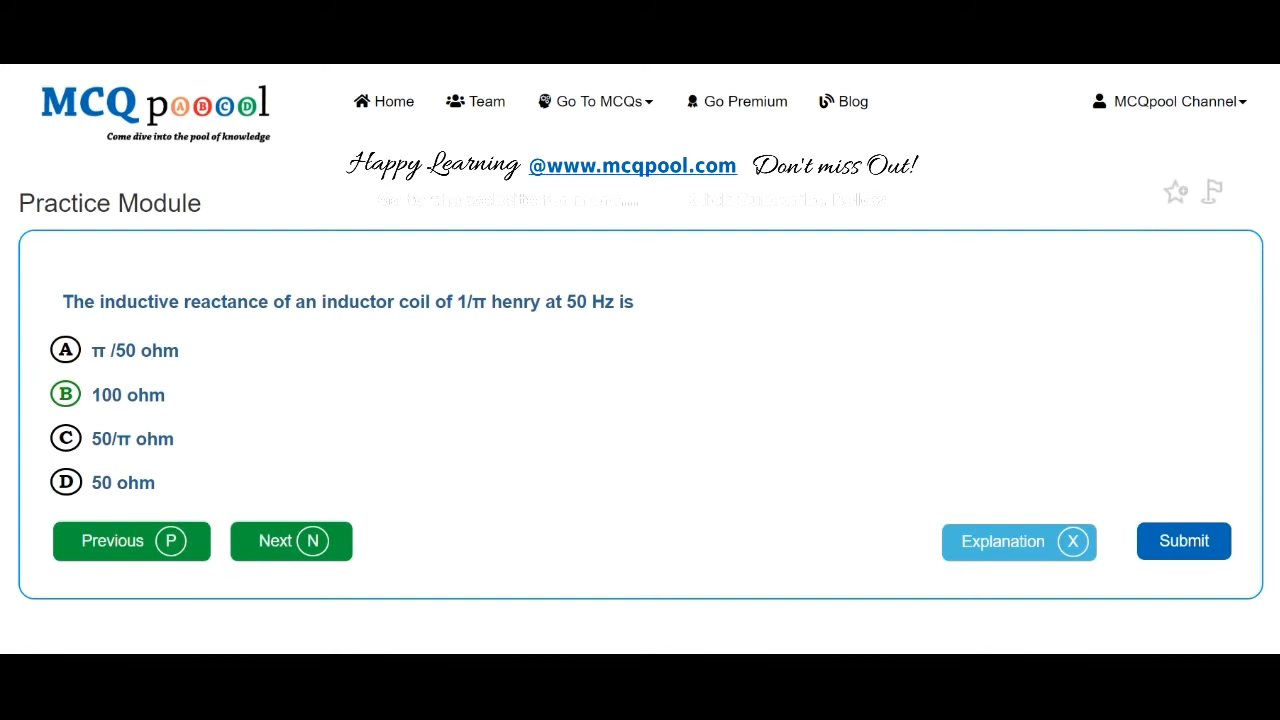 MCQ pooool
Come dive into the pool of knowledge
Home Team Go To MCQs Go Premium Blog MCQpool Channel
Happy Learning @www.mcqpool.com Don't miss Out!
Practice Module
The inductive reactance of an inductor coil of 1/π henry at 50 Hz is
A π /50 ohm
B 100 ohm
C 50/π ohm
D 50 ohm
Previous P Next N Explanation X Submit